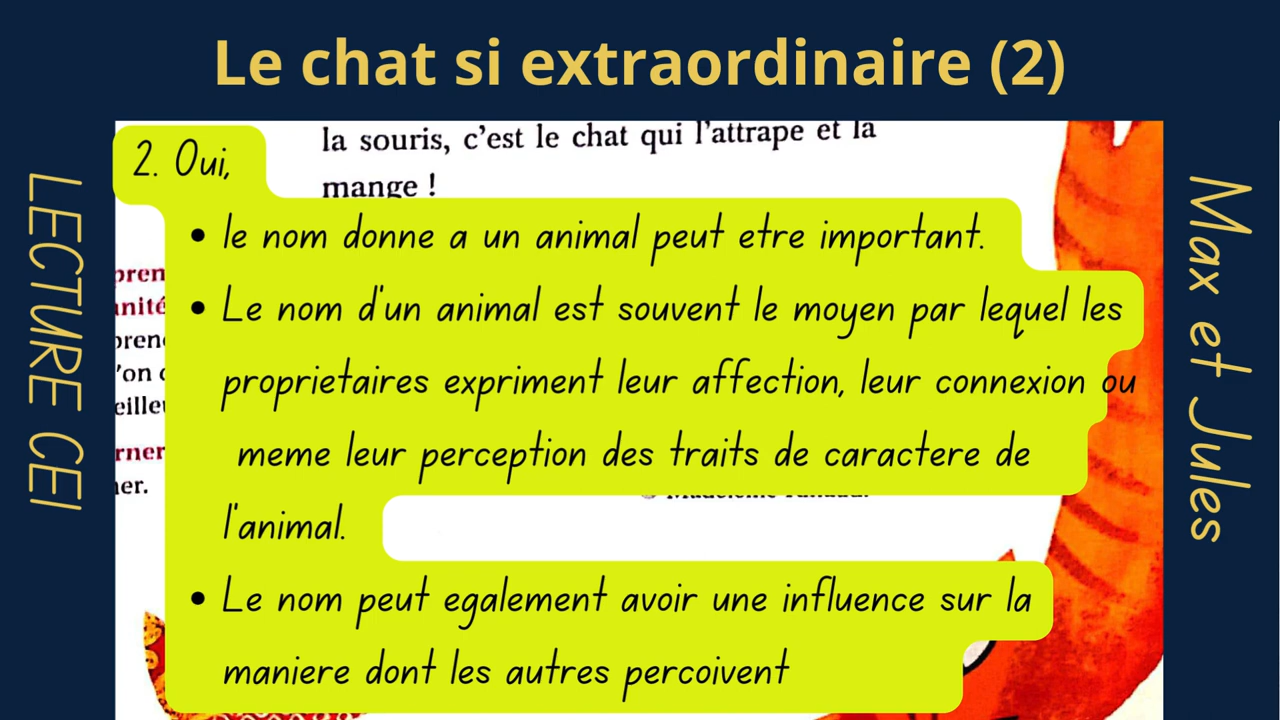 Le chat si extraordinaire (2)
LECTURE CE1
la souris, c'est le chat qui l'attrape et la
mange !
2. Oui,
• le nom donne a un animal peut etre important.
• Le nom d'un animal est souvent le moyen par lequel les
proprietaires expriment leur affection, leur connexion ou
meme leur perception des traits de caractere de
l'animal.
• Le nom peut egalement avoir une influence sur la
maniere dont les autres percoivent
Max et Jules